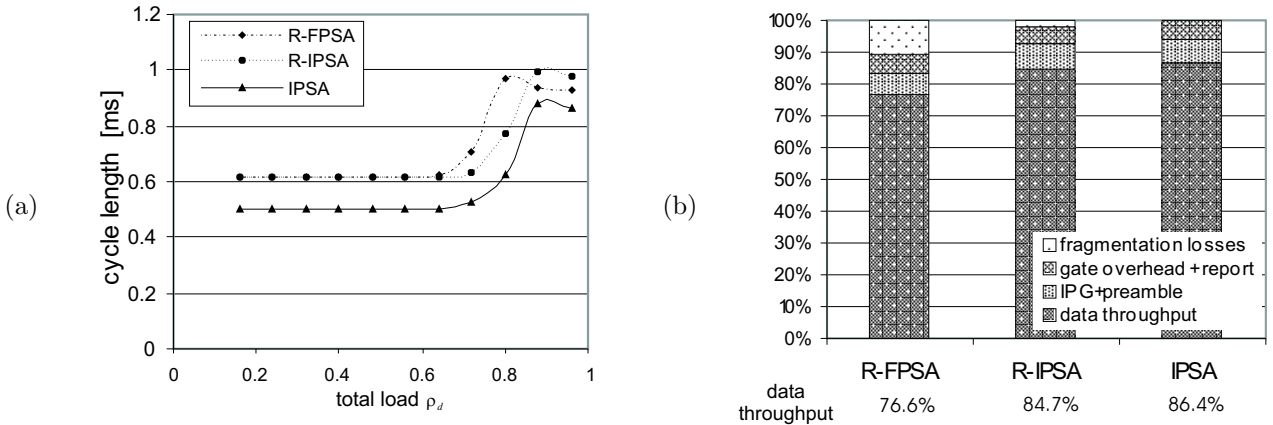 (a)
cycle length [ms]
1.2
1
0.8
0.6
0.4
0.2
0
R-FPSA
R-IPSA
IPSA
0 0.2 0.4 0.6 0.8 1
total load ρd
(b)
100%
90%
80%
70%
60%
50%
40%
30%
20%
10%
0%
fragmentation losses
gate overhead + report
IPG+preamble
data throughput
R-FPSA R-IPSA IPSA
data throughput 76.6% 84.7% 86.4%